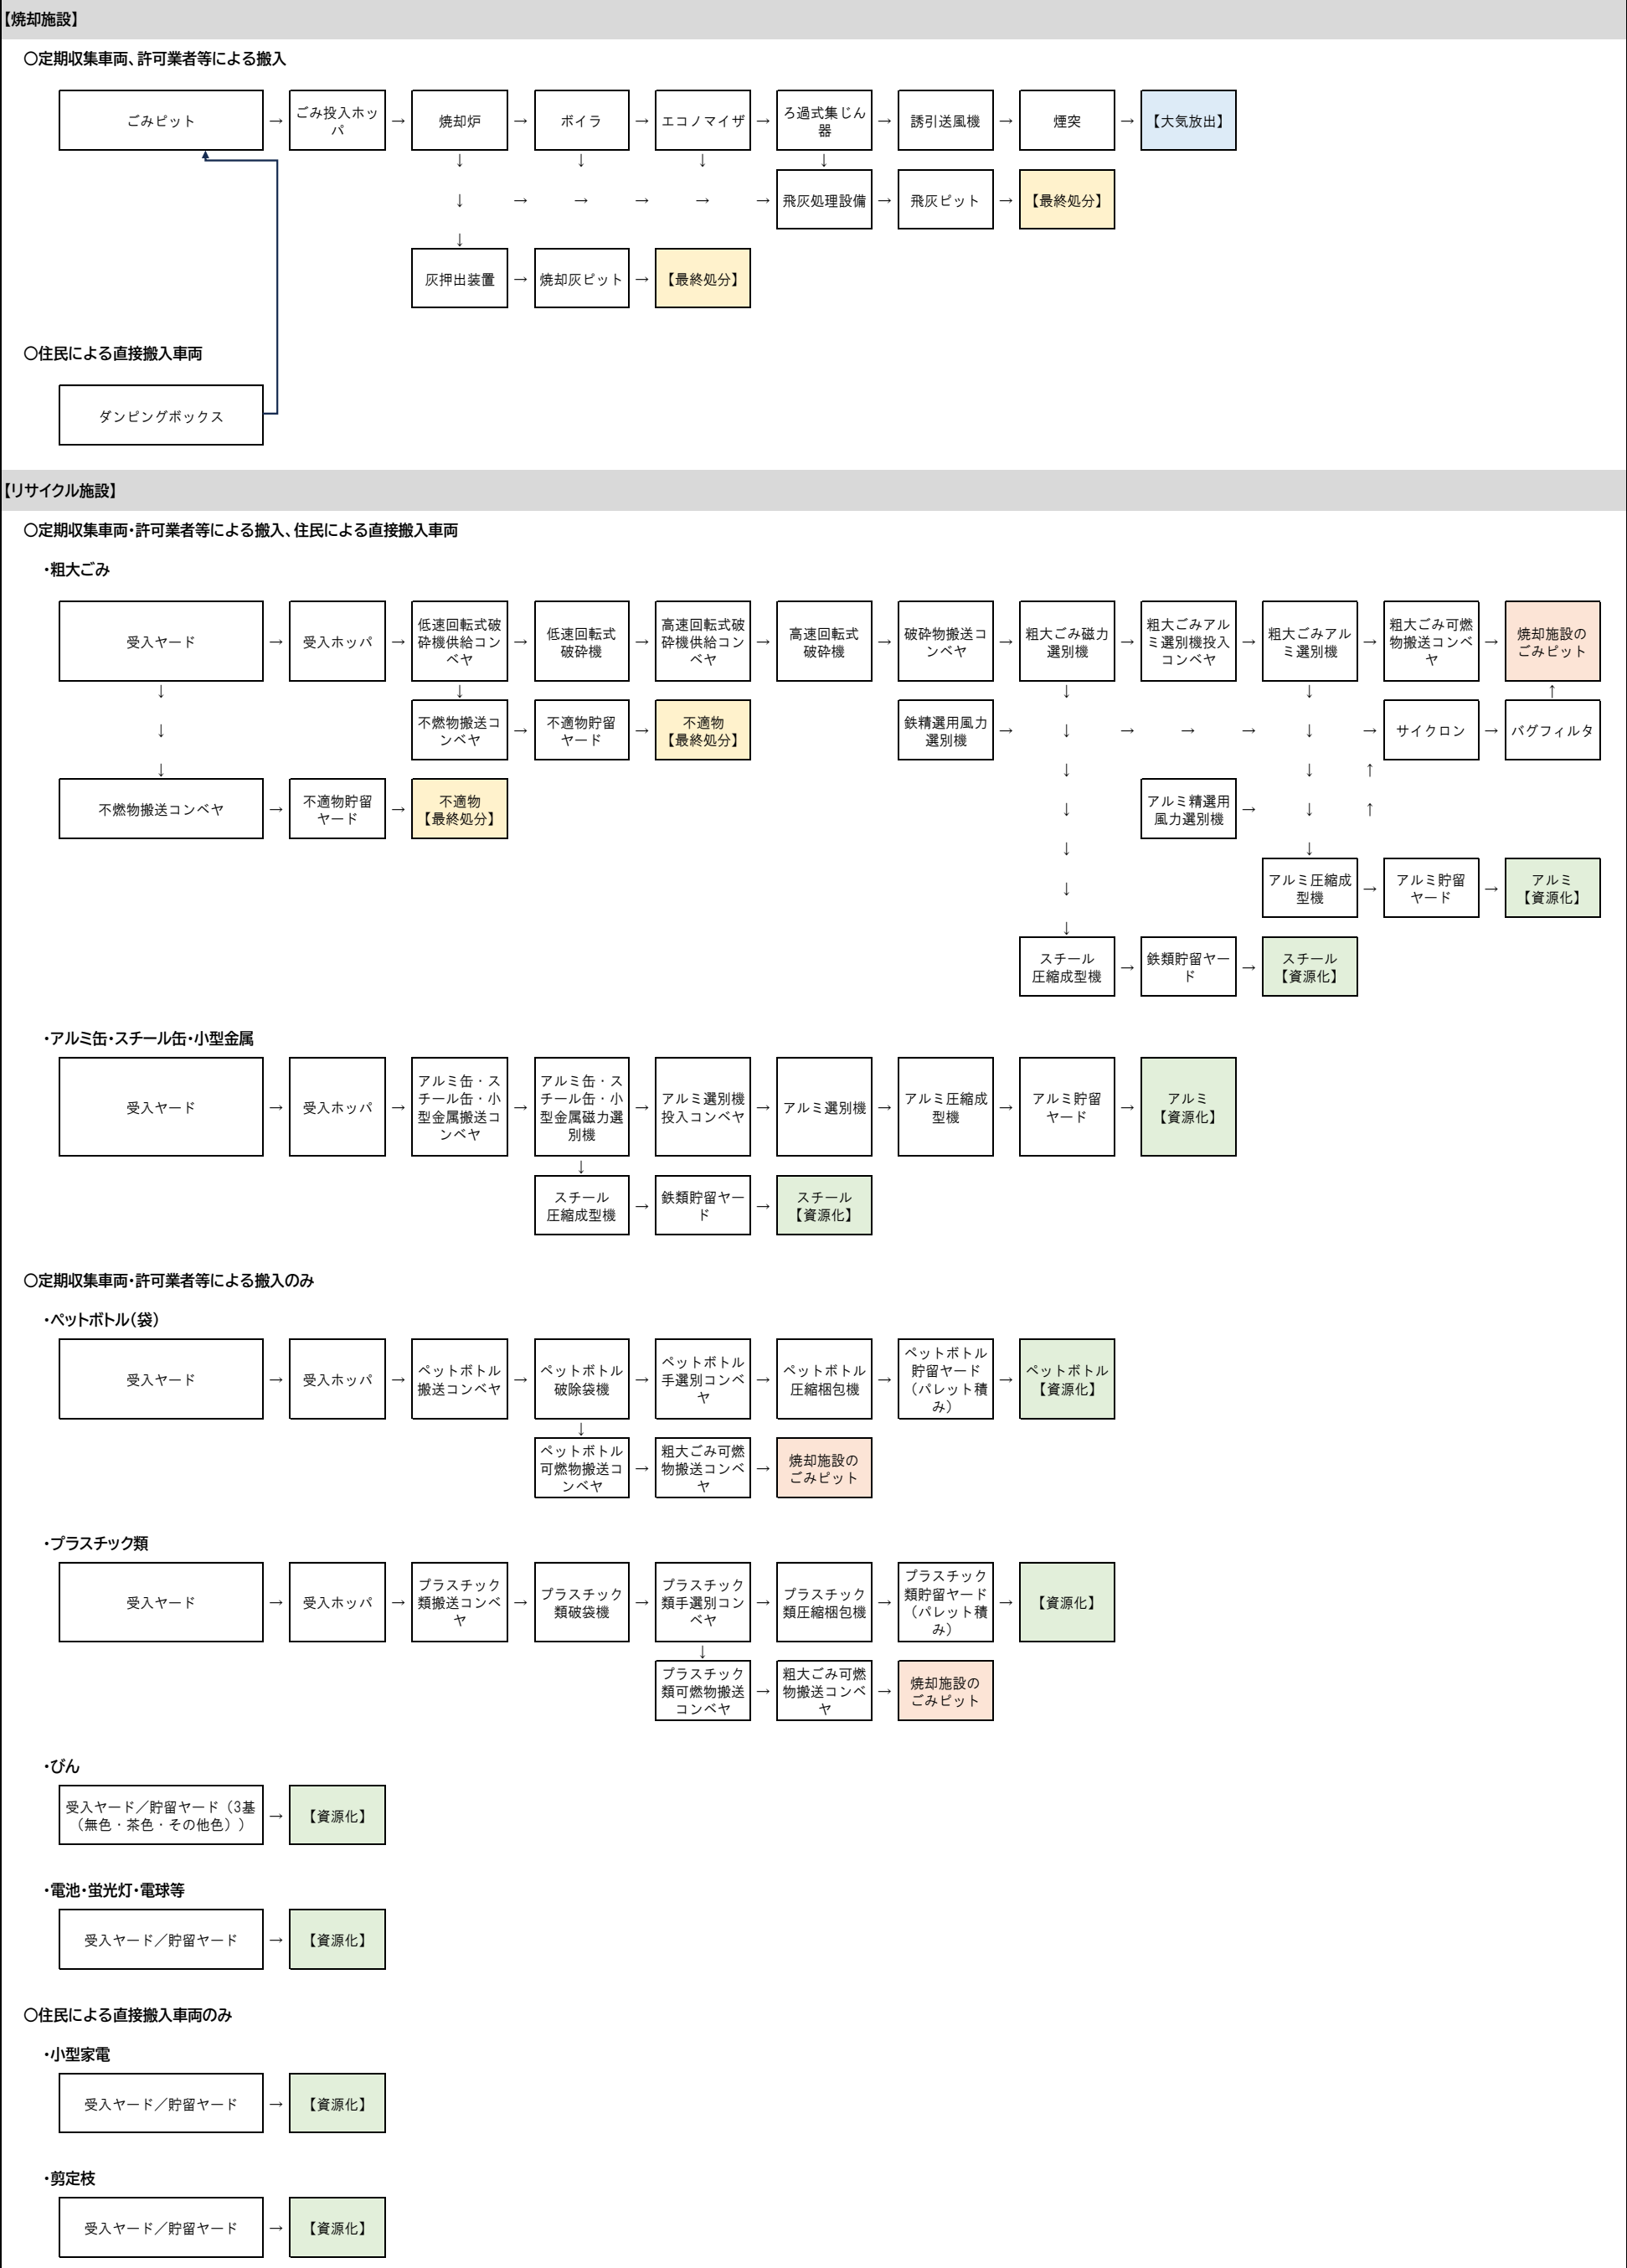 【焼却施設】
〇定期収集車両、許可業者等による搬入
ごみピット
→
ごみ投入ホッ
パ
→
焼却炉
→
ボイラ
→
エコノマイザ
→
ろ過式集じん
器
→
誘引送風機
→
煙突
→
【大気放出】
↓
↓
↓
↓
↓
→
→
→
→
→
飛灰処理設備
→
飛灰ピット
→
【最終処分】
↓
灰押出装置
→
焼却灰ピット
→
【最終処分】
〇住民による直接搬入車両
ダンピングボックス
【リサイクル施設】
〇定期収集車両・許可業者等による搬入、住民による直接搬入車両
・粗大ごみ
受入ヤード
→
受入ホッパ
→
低速回転式破
砕機供給コン
ベヤ
→
低速回転式
破砕機
→
高速回転式破
砕機供給コン
ベヤ
→
高速回転式
破砕機
→
破砕物搬送コ
ンベヤ
→
粗大ごみ磁力
選別機
→
粗大ごみアル
ミ選別機投入
コンベヤ
→
粗大ごみアル
ミ選別機
→
粗大ごみ可燃
物搬送コンベ
ヤ
→
焼却施設の
ごみピット
↓
↓
↓
↓
↑
↓
不燃物搬送コ
ンベヤ
→
不適物貯留
ヤード
→
不適物
【最終処分】
鉄精選用風力
選別機
→
↓
→
→
→
↓
→
サイクロン
→
バグフィルタ
↓
↓
↓
↑
不燃物搬送コンベヤ
→
不適物貯留
ヤード
→
不適物
【最終処分】
↓
アルミ精選用
風力選別機
→
↓
↑
↓
↓
↓
アルミ圧縮成
型機
→
アルミ貯留
ヤード
→
アルミ
【資源化】
↓
スチール
圧縮成型機
→
鉄類貯留ヤー
ド
→
スチール
【資源化】
・アルミ缶・スチール缶・小型金属
受入ヤード
→
受入ホッパ
→
アルミ缶・ス
チール缶・小
型金属搬送コ
ンベヤ
→
アルミ缶・ス
チール缶・小
型金属磁力選
別機
→
アルミ選別機
投入コンベヤ
→
アルミ選別機
→
アルミ圧縮成
型機
→
アルミ貯留
ヤード
→
アルミ
【資源化】
↓
スチール
圧縮成型機
→
鉄類貯留ヤー
ド
→
スチール
【資源化】
〇定期収集車両・許可業者等による搬入のみ
・ペットボトル（袋）
受入ヤード
→
受入ホッパ
→
ペットボトル
搬送コンベヤ
→
ペットボトル
破除袋機
→
ペットボトル
手選別コンベ
ヤ
→
ペットボトル
圧縮梱包機
→
ペットボトル
貯留ヤード
（パレット積
み）
→
ペットボトル
【資源化】
↓
ペットボトル
可燃物搬送コ
ンベヤ
→
粗大ごみ可燃
物搬送コンベ
ヤ
→
焼却施設の
ごみピット
・プラスチック類
受入ヤード
→
受入ホッパ
→
プラスチック
類搬送コンベ
ヤ
→
プラスチック
類破袋機
→
プラスチック
類手選別コン
ベヤ
→
プラスチック
類圧縮梱包機
→
プラスチック
類貯留ヤード
（パレット積
み）
→
【資源化】
↓
プラスチック
類可燃物搬送
コンベヤ
→
粗大ごみ可燃
物搬送コンベ
ヤ
→
焼却施設の
ごみピット
・びん
受入ヤード／貯留ヤード（3基
（無色・茶色・その他色））
→
【資源化】
・電池・蛍光灯・電球等
受入ヤード／貯留ヤード
→
【資源化】
〇住民による直接搬入車両のみ
・小型家電
受入ヤード／貯留ヤード
→
【資源化】
・剪定枝
受入ヤード／貯留ヤード
→
【資源化】